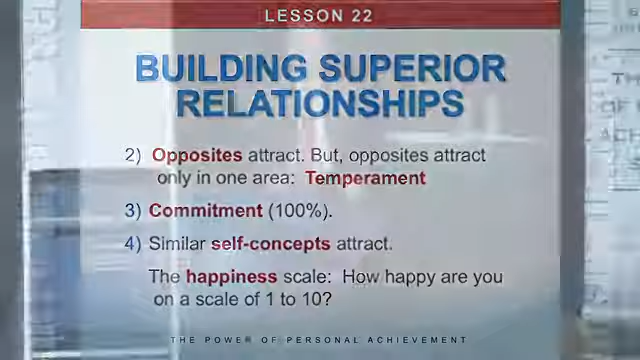 LESSON 22
BUILDING SUPERIOR
RELATIONSHIPS
2) Opposites attract. But, opposites attract
only in one area: Temperament
3) Commitment (100%).
4) Similar self-concepts attract.
The happiness scale: How happy are you
on a scale of 1 to 10?
THE POWER OF PERSONAL ACHIEVEMENT